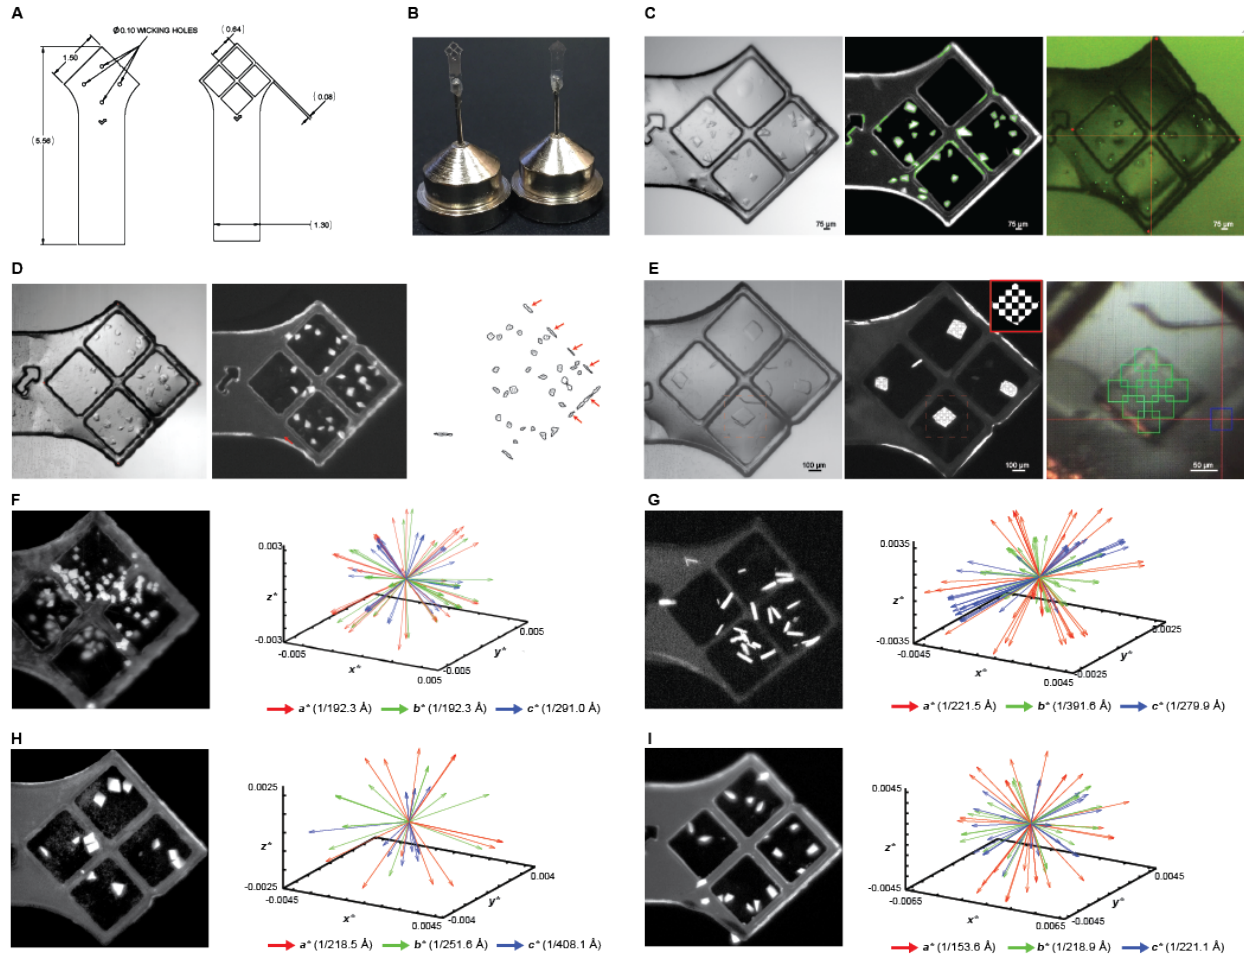 A
Ø0.10 WICKING HOLES
1.50
(5.56)
(0.64)
(0.08)
(1.30)
B
C
75 µm
75 µm
75 µm
D
E
100 µm
100 µm
50 µm
F
0.003
z*
-0.003
-0.005
x*
0.005
-0.005
y*
0.005
a* (1/192.3 Å) b* (1/192.3 Å) c* (1/291.0 Å)
G
0.0035
z*
-0.0035
-0.0045
x*
0.0045
-0.0025
y*
0.0025
a* (1/221.5 Å) b* (1/391.6 Å) c* (1/279.9 Å)
H
0.0025
z*
-0.0025
-0.0045
x*
0.0045
-0.004
y*
0.004
a* (1/218.5 Å) b* (1/251.6 Å) c* (1/408.1 Å)
I
0.0045
z*
-0.0045
-0.0065
x*
0.0065
-0.0045
y*
0.0045
a* (1/153.6 Å) b* (1/218.9 Å) c* (1/221.1 Å)